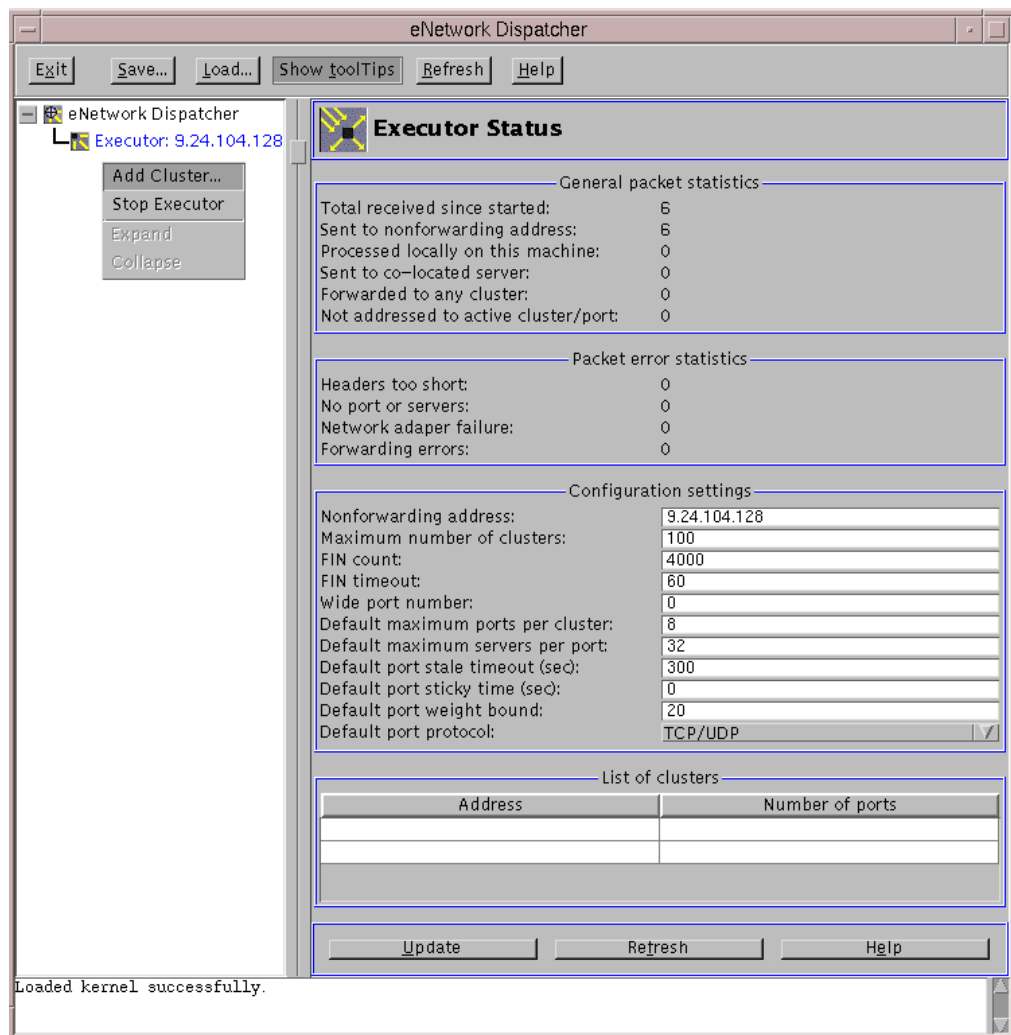 eNetwork Dispatcher
Exit Save... Load... Show toolTips Refresh Help
eNetwork Dispatcher
Executor: 9.24.104.128
Add Cluster...
Stop Executor
Expand
Collapse
Executor Status
General packet statistics
Total received since started: 6
Sent to nonforwarding address: 6
Processed locally on this machine: 0
Sent to co-located server: 0
Forwarded to any cluster: 0
Not addressed to active cluster/port: 0
Packet error statistics
Headers too short: 0
No port or servers: 0
Network adaper failure: 0
Forwarding errors: 0
Configuration settings
Nonforwarding address: 9.24.104.128
Maximum number of clusters: 100
FIN count: 4000
FIN timeout: 60
Wide port number: 0
Default maximum ports per cluster: 8
Default maximum servers per port: 32
Default port stale timeout (sec): 300
Default port sticky time (sec): 0
Default port weight bound: 20
Default port protocol: TCP/UDP
List of clusters
Address Number of ports
Update Refresh Help
Loaded kernel successfully.